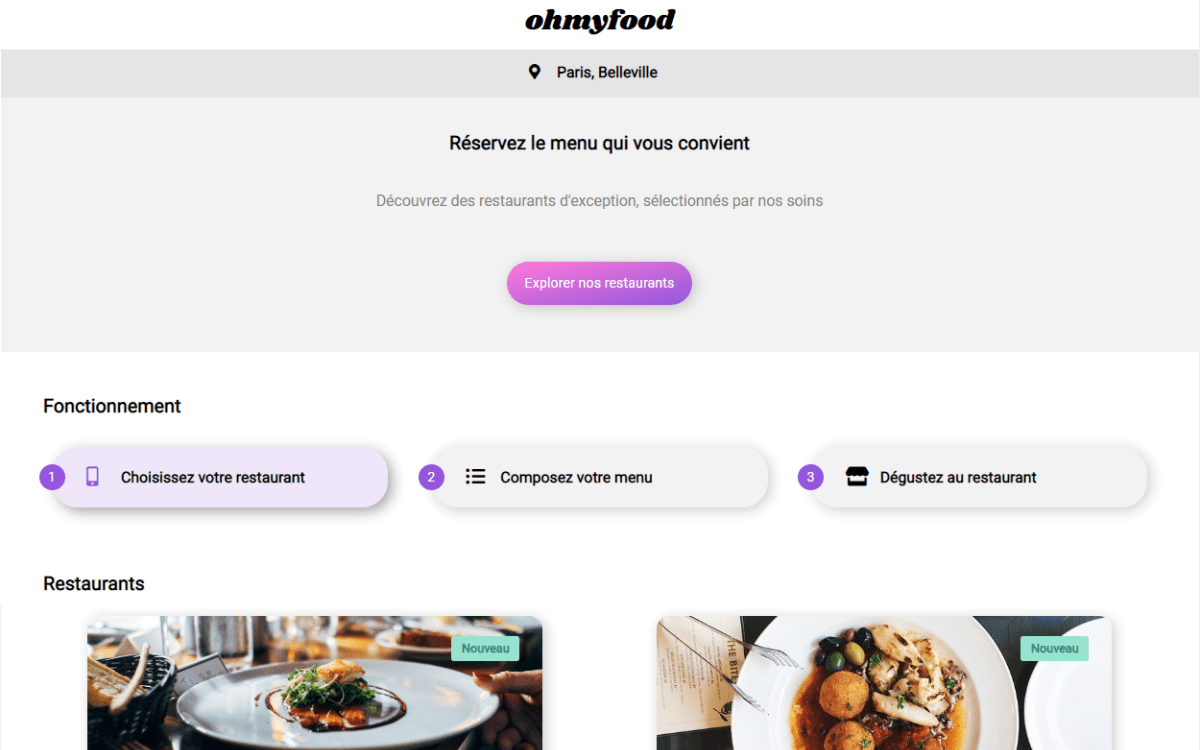 ohmyfood
Paris, Belleville
Réservez le menu qui vous convient
Découvrez des restaurants d'exception, sélectionnés par nos soins
Explorer nos restaurants
Fonctionnement
1 Choisissez votre restaurant
2 Composez votre menu
3 Dégustez au restaurant
Restaurants
Nouveau
Nouveau